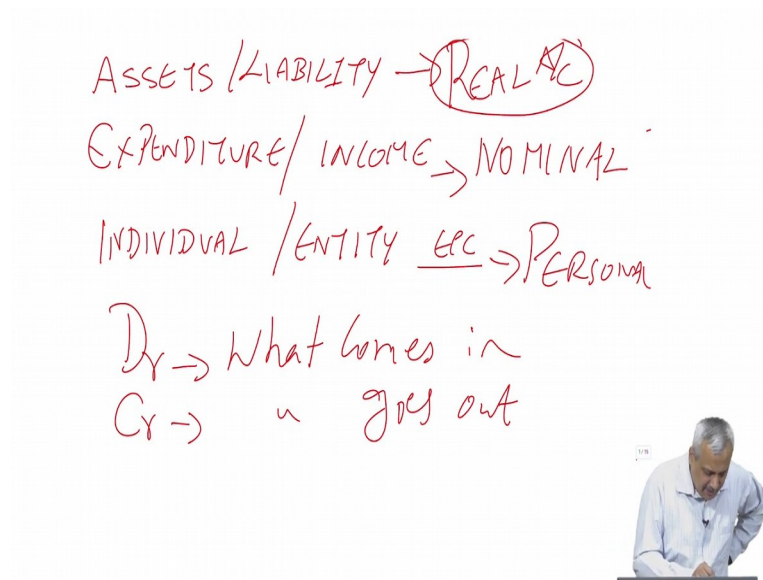 ASSETS / LIABILITY → REAL A/C
EXPENDITURE / INCOME → NOMINAL
INDIVIDUAL / ENTITY etc → PERSONAL
Dr → What Comes in
Cr → " goes out